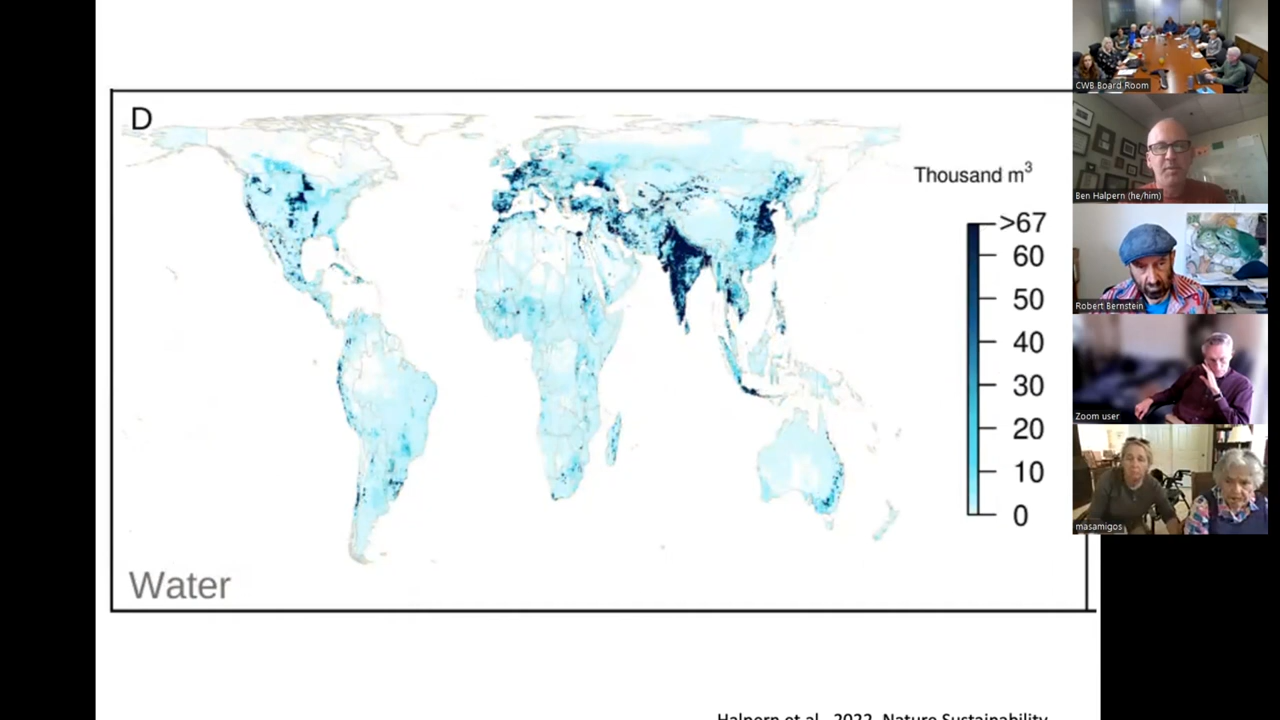 D
Thousand m³
>67
60
50
40
30
20
10
0
Water
Halpern et al., 2022, Nature Sustainability
CWB Board Room
Ben Halpern (he/him)
Robert Bernstein
Zoom user
masamigos